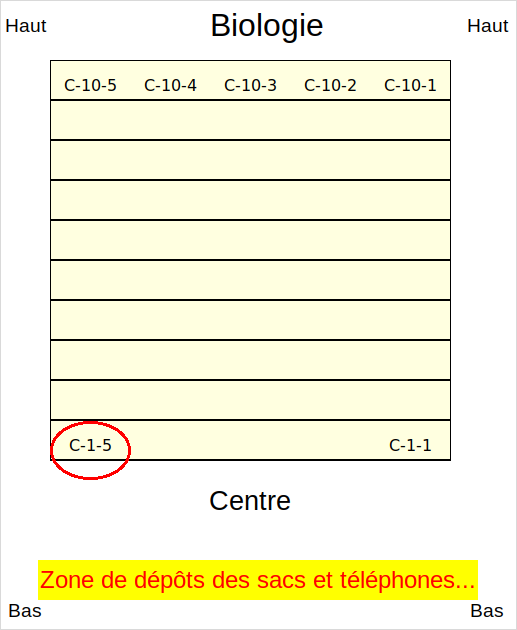 Haut Biologie Haut
C-10-5 C-10-4 C-10-3 C-10-2 C-10-1
C-1-5 C-1-1
Centre
Zone de dépôts des sacs et téléphones...
Bas Bas